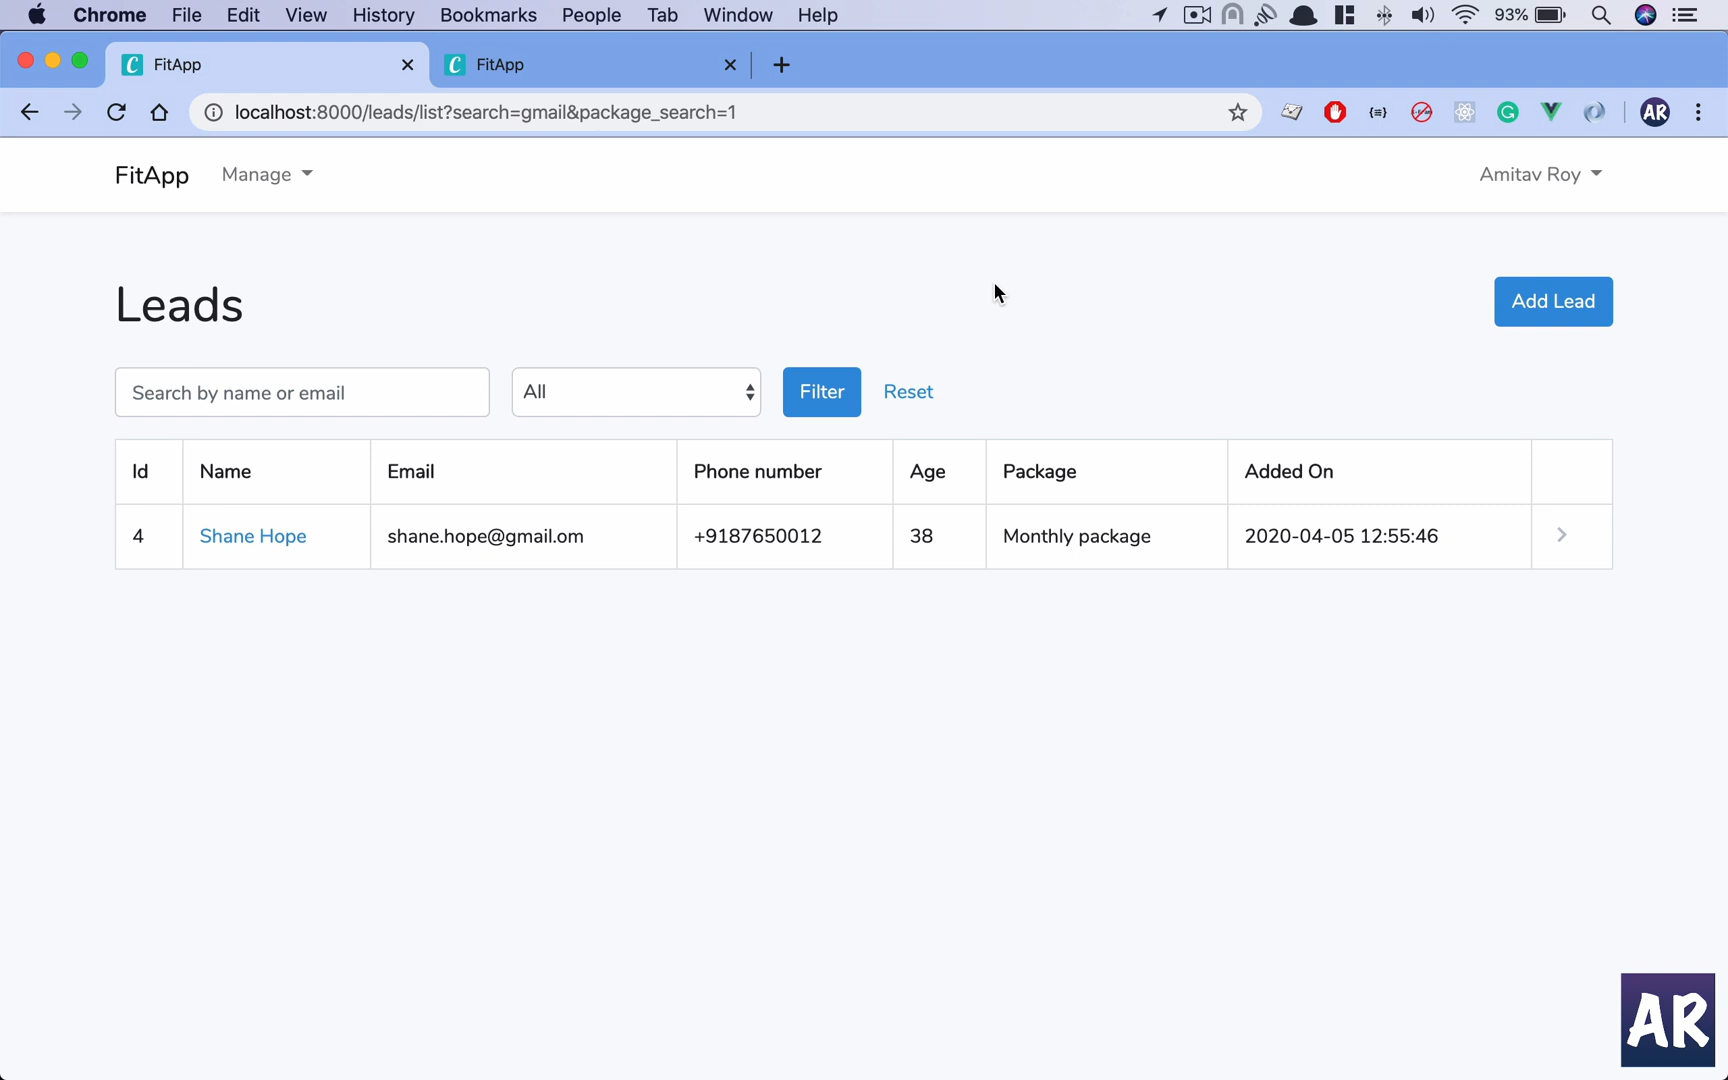 Chrome File Edit View History Bookmarks People Tab Window Help 93%
FitApp FitApp
localhost:8000/leads/list?search=gmail&package_search=1 AR
FitApp Manage Amitav Roy
Leads Add Lead
Search by name or email All Filter Reset
Id Name Email Phone number Age Package Added On
4 Shane Hope shane.hope@gmail.om +9187650012 38 Monthly package 2020-04-05 12:55:46
AR